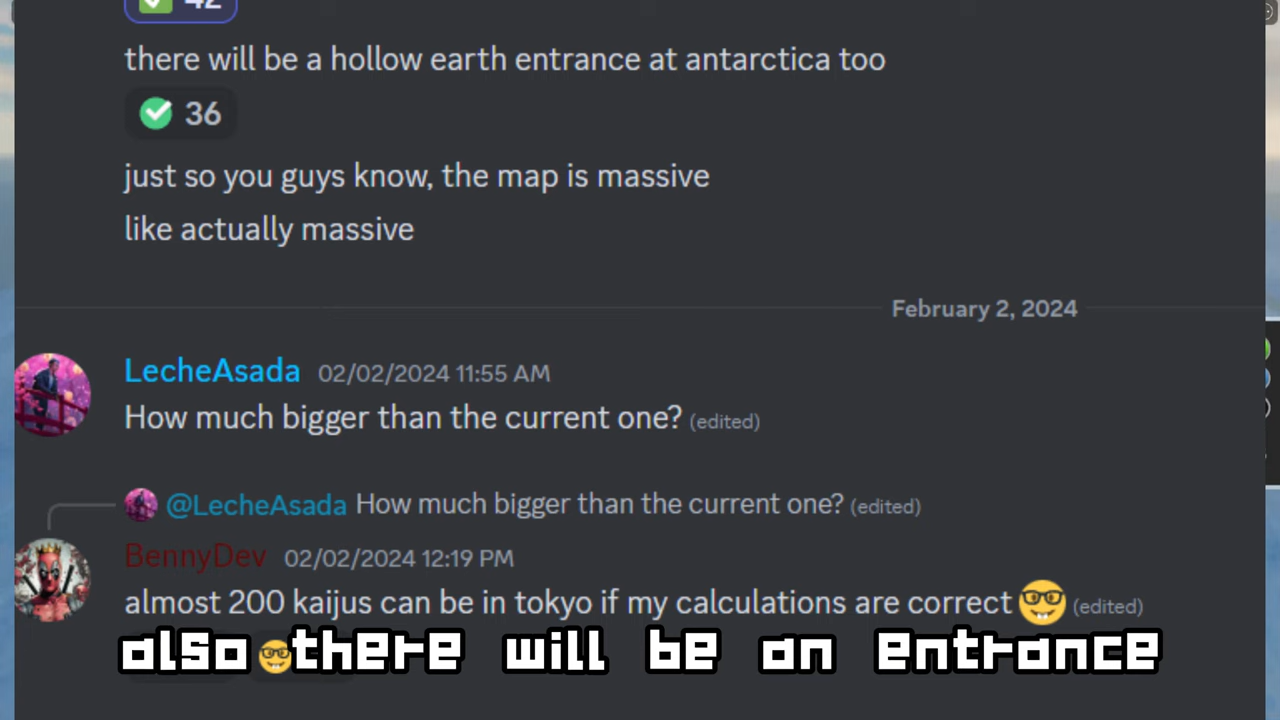 42
there will be a hollow earth entrance at antarctica too
36
just so you guys know, the map is massive
like actually massive
February 2, 2024
LecheAsada 02/02/2024 11:55 AM
How much bigger than the current one? (edited)
@LecheAsada How much bigger than the current one? (edited)
BennyDev 02/02/2024 12:19 PM
almost 200 kaijus can be in tokyo if my calculations are correct 🤓 (edited)
also there will be an entrance